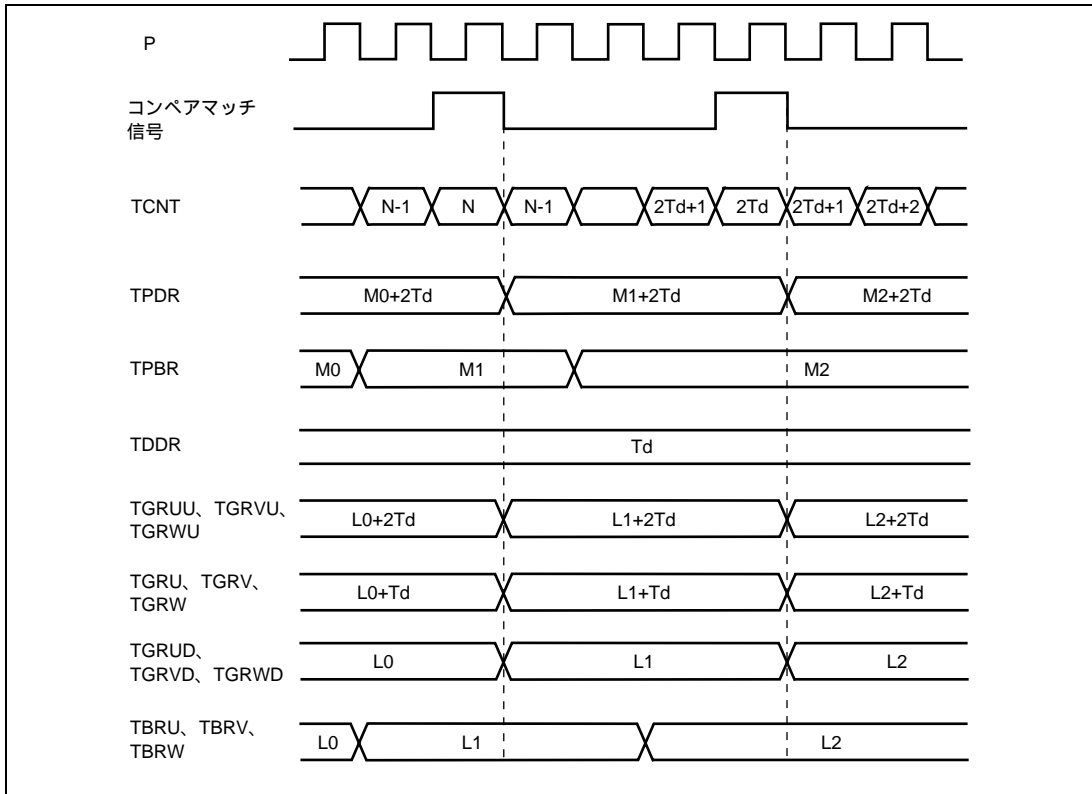 P
コンペアマッチ
信号
TCNT N-1 N N-1 2Td+1 2Td 2Td+1 2Td+2
TPDR M0+2Td M1+2Td M2+2Td
TPBR M0 M1 M2
TDDR Td
TGRUU、TGRVU、
TGRWU L0+2Td L1+2Td L2+2Td
TGRU、TGRV、
TGRW L0+Td L1+Td L2+Td
TGRUD、
TGRVD、TGRWD L0 L1 L2
TBRU、TBRV、
TBRW L0 L1 L2